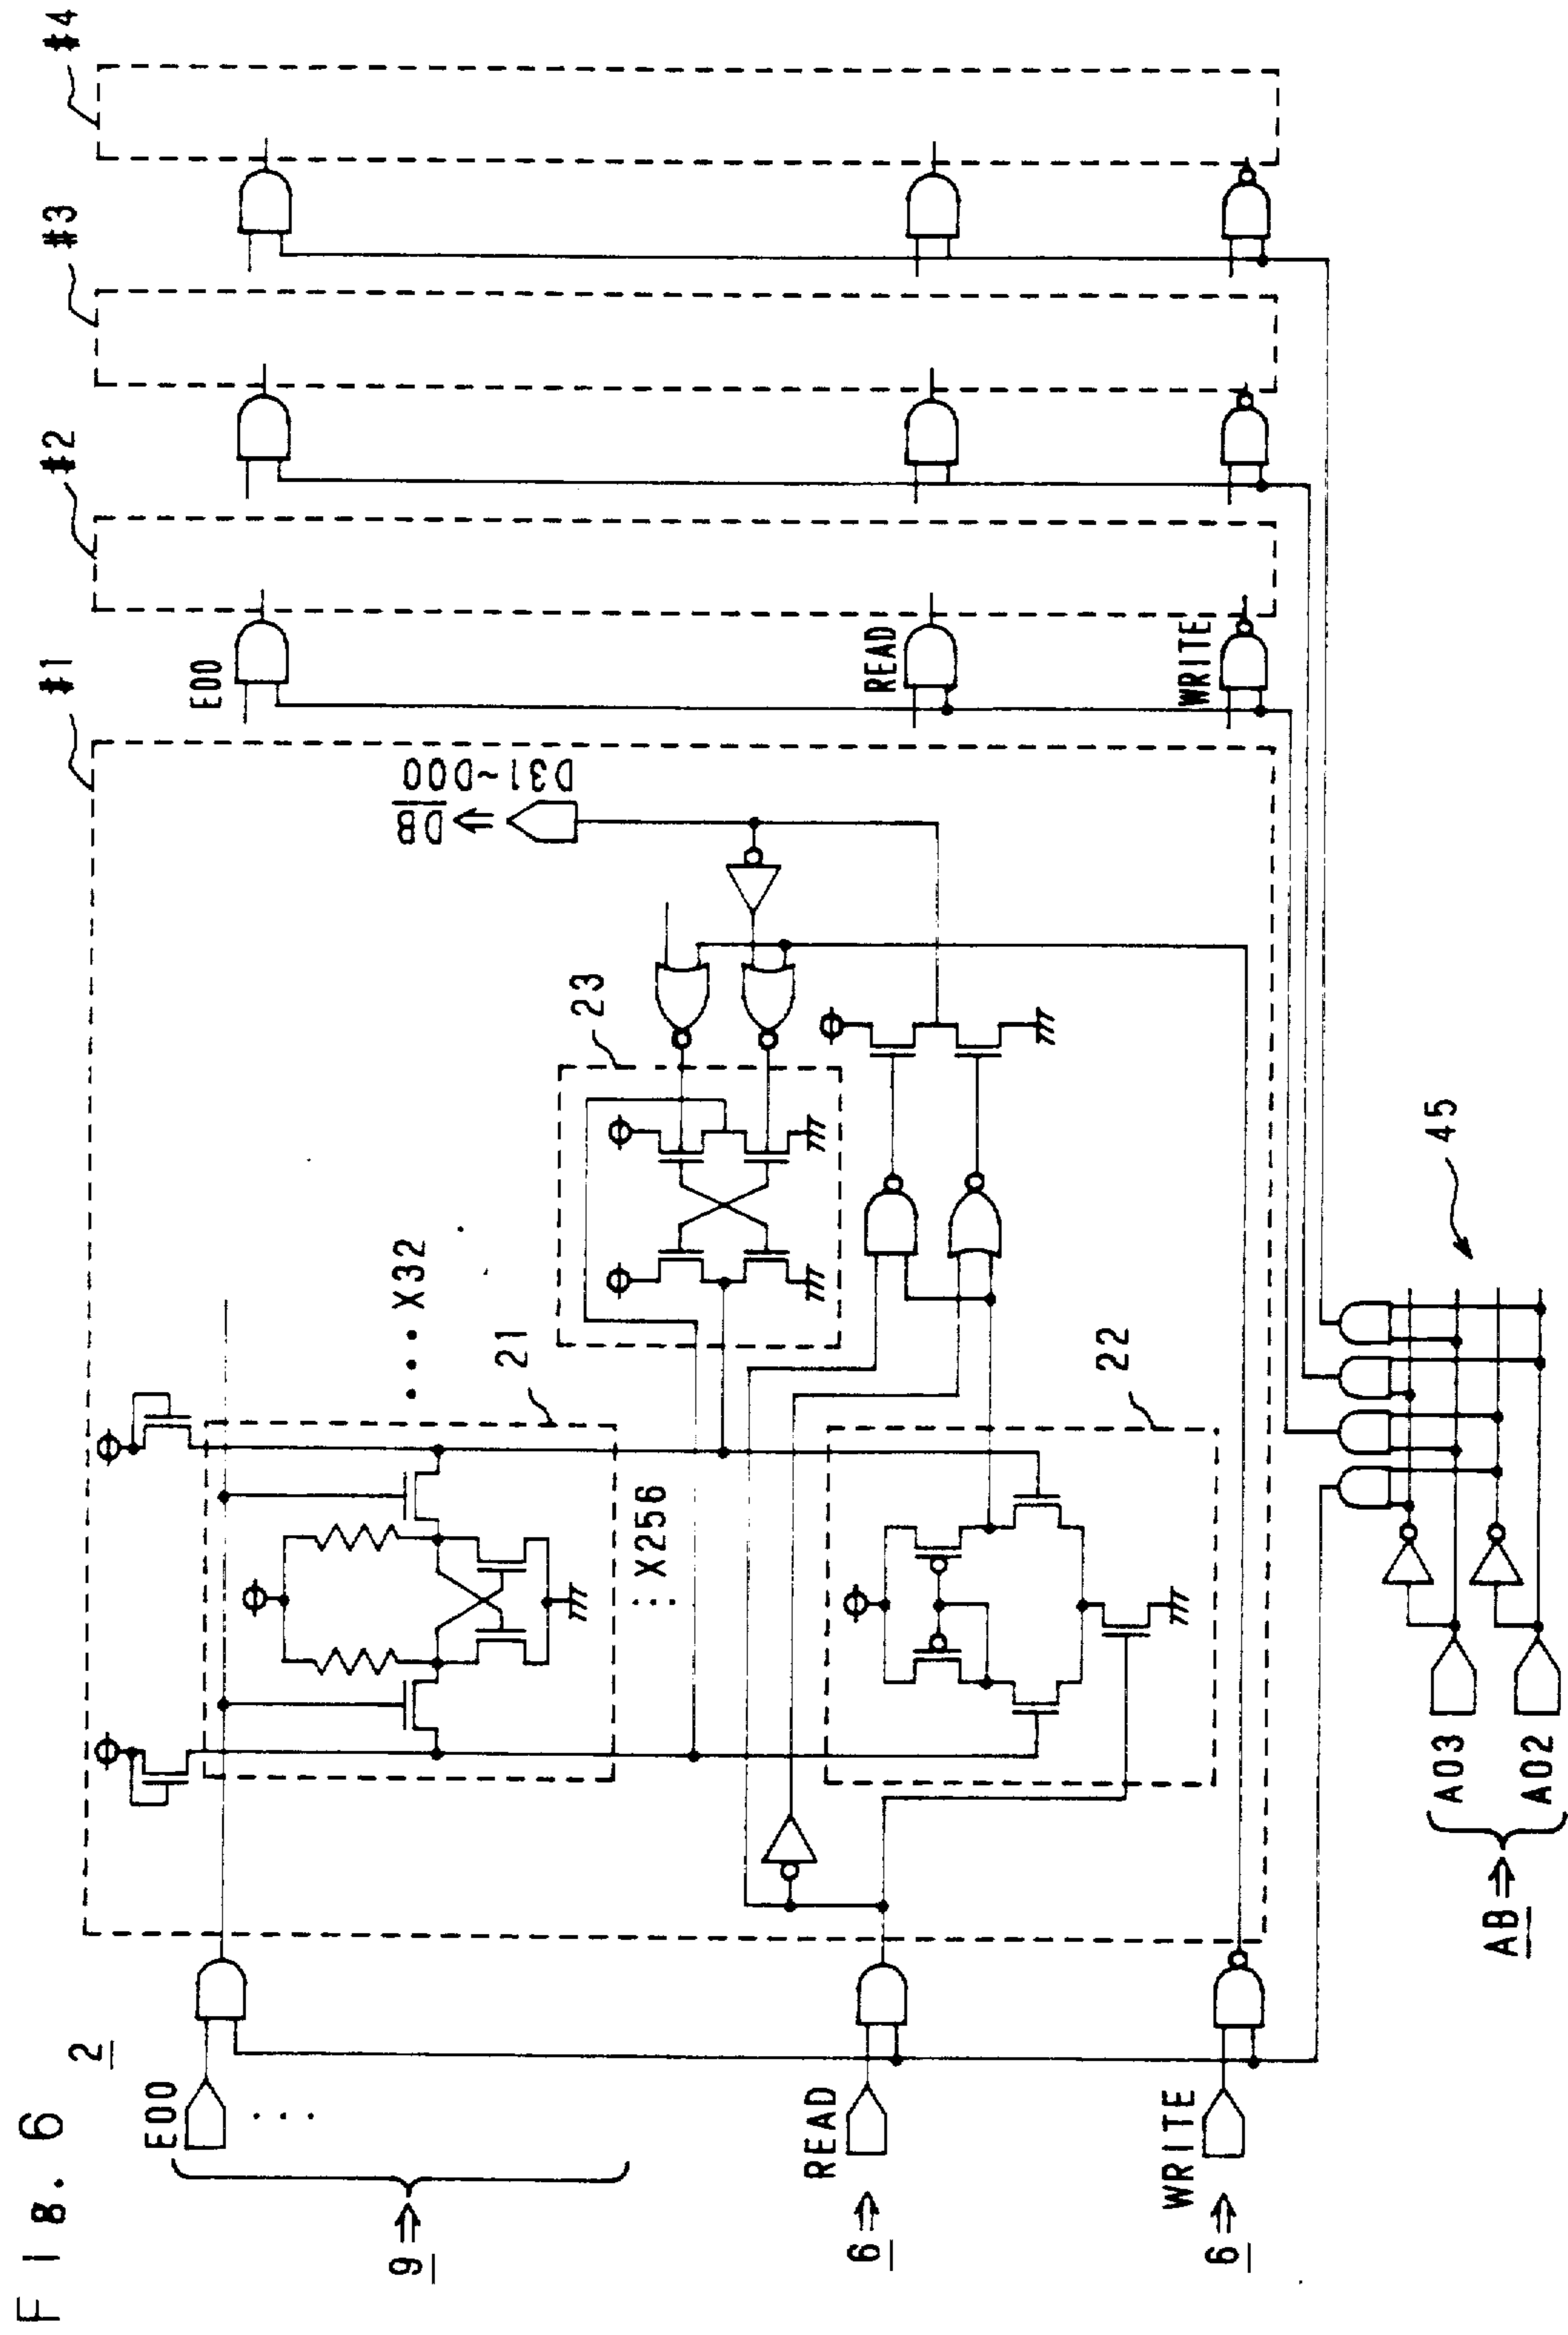 Fig. 6
2
#1
#2
#3
#4
E00
. . .
9 ⇒
READ
6 ⇒
WRITE
6 ⇒
21
. . . X32
: X256
22
23
DB ⇐
D31~D00
E00
READ
WRITE
45
A03
A02
AB ⇒